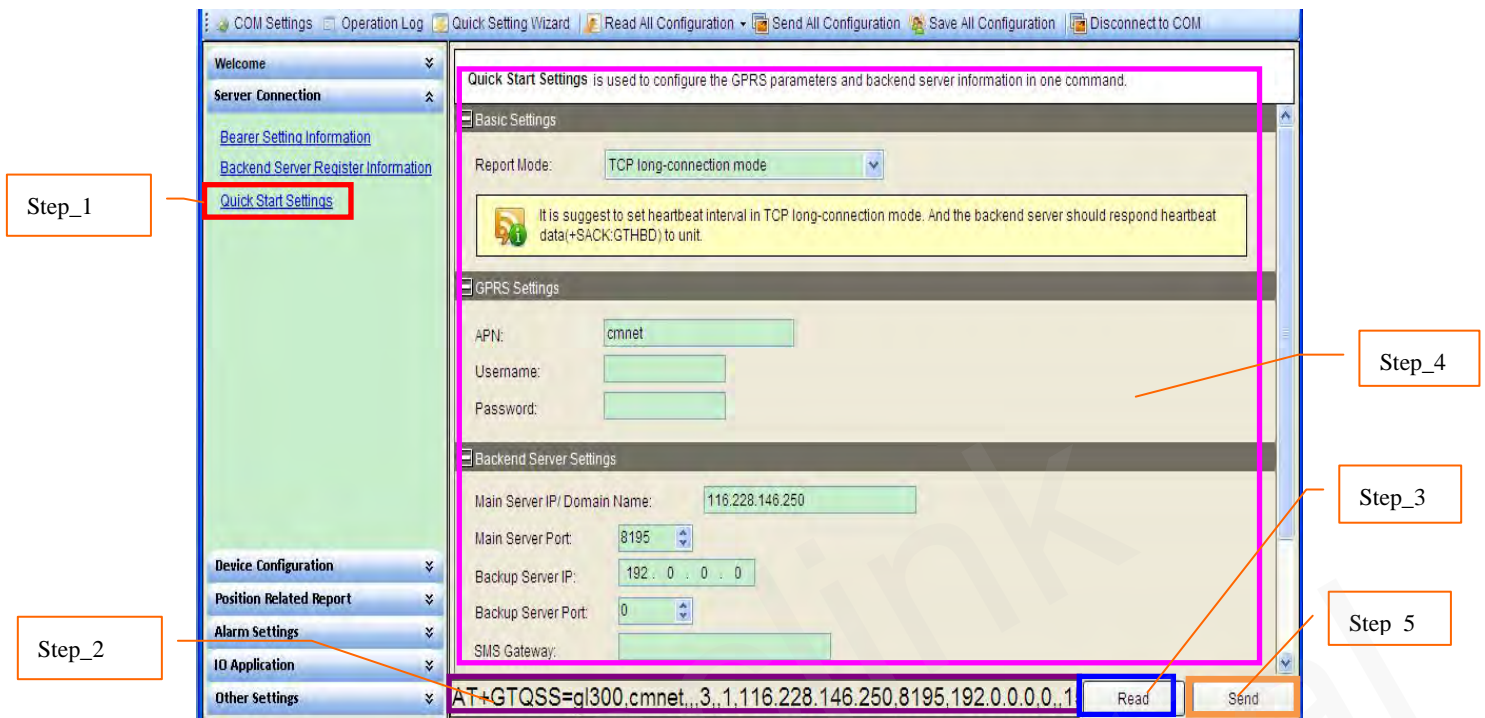 COM Settings Operation Log Quick Setting Wizard Read All Configuration Send All Configuration Save All Configuration Disconnect to COM
Welcome
Server Connection
Bearer Setting Information
Backend Server Register Information
Quick Start Settings
Device Configuration
Position Related Report
Alarm Settings
IO Application
Other Settings
Quick Start Settings is used to configure the GPRS parameters and backend server information in one command.
Basic Settings
Report Mode: TCP long-connection mode
It is suggest to set heartbeat interval in TCP long-connection mode. And the backend server should respond heartbeat
data(+SACK:GTHBD) to unit.
GPRS Settings
APN: cmnet
Username:
Password:
Backend Server Settings
Main Server IP/ Domain Name: 116.228.146.250
Main Server Port: 8195
Backup Server IP: 192 . 0 . 0 . 0
Backup Server Port: 0
SMS Gateway:
AT+GTQSS=gl300,cmnet,,,3,,1,116.228.146.250,8195,192.0.0.0,0,,1
Read
Send
Step_1
Step_2
Step_3
Step_4
Step 5